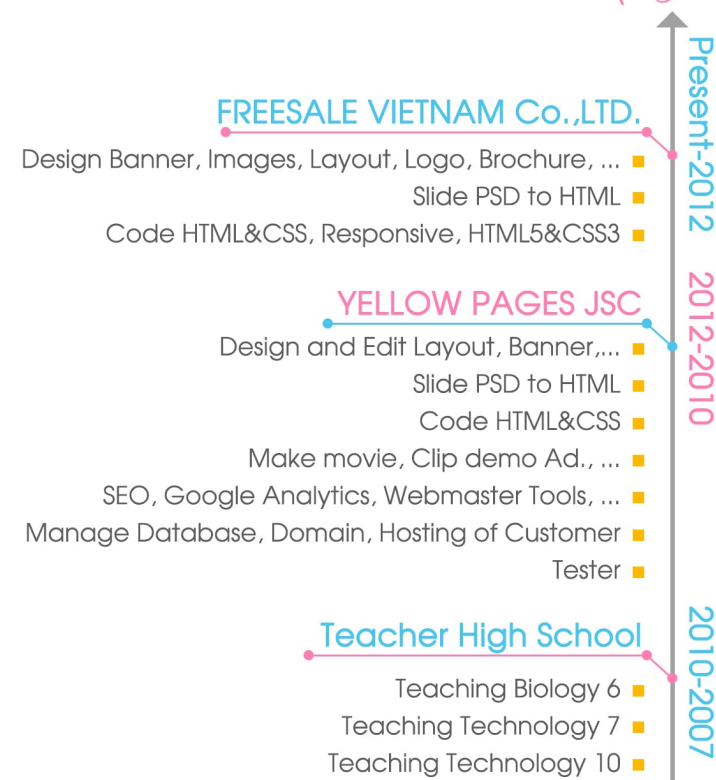 Present-2012
FREESALE VIETNAM Co.,LTD.
Design Banner, Images, Layout, Logo, Brochure, ...
Slide PSD to HTML
Code HTML&CSS, Responsive, HTML5&CSS3
2012-2010
YELLOW PAGES JSC
Design and Edit Layout, Banner,...
Slide PSD to HTML
Code HTML&CSS
Make movie, Clip demo Ad., ...
SEO, Google Analytics, Webmaster Tools, ...
Manage Database, Domain, Hosting of Customer
Tester
2010-2007
Teacher High School
Teaching Biology 6
Teaching Technology 7
Teaching Technology 10